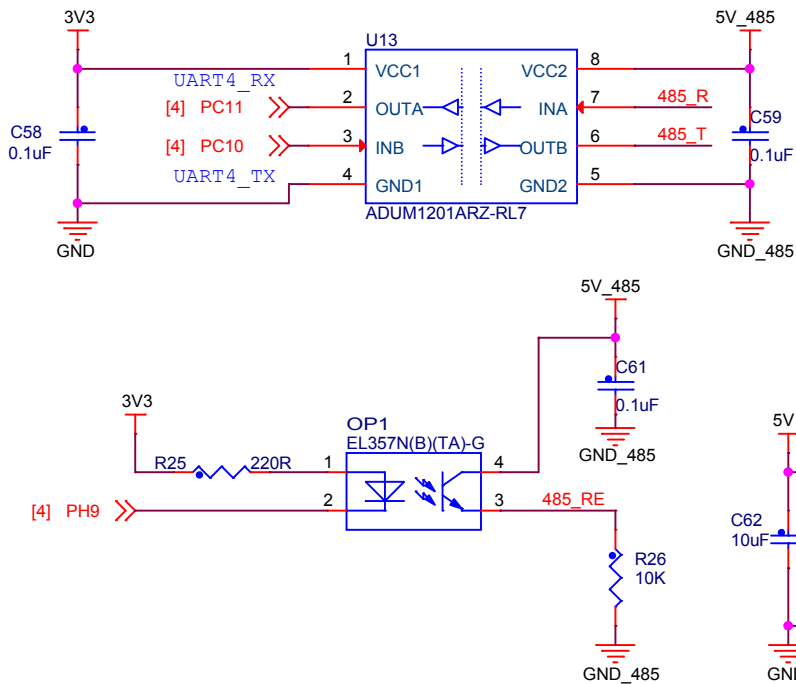 3V3
5V_485
U13
1
VCC1
VCC2
8
UART4_RX
[4] PC11
2
OUTA
INA
7
485_R
C58
0.1uF
[4] PC10
3
INB
OUTB
6
485_T
C59
0.1uF
UART4_TX
4
GND1
GND2
5
ADUM1201ARZ-RL7
GND
GND_485
5V_485
C61
0.1uF
GND_485
3V3
OP1
EL357N(B)(TA)-G
R25
220R
1
4
[4] PH9
2
3
485_RE
R26
10K
GND_485
5V
C62
10uF